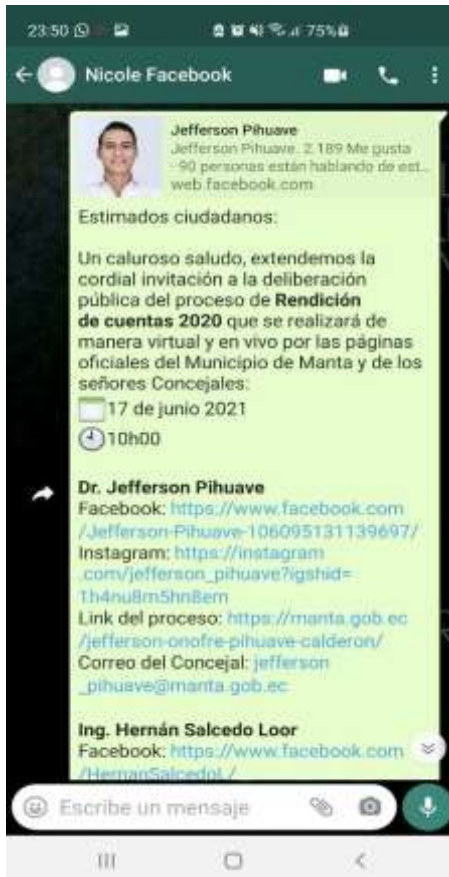 23:50
75%
Nicole Facebook
Jefferson Pihuave
Jefferson Pihuave. 2.189 Me gusta
· 90 personas están hablando de est...
web.facebook.com
Estimados ciudadanos:
Un caluroso saludo, extendemos la
cordial invitación a la deliberación
pública del proceso de Rendición
de cuentas 2020 que se realizará de
manera virtual y en vivo por las páginas
oficiales del Municipio de Manta y de los
señores Concejales:
17 de junio 2021
10h00
Dr. Jefferson Pihuave
Facebook: https://www.facebook.com
/Jefferson-Pihuave-106095131139697/
Instagram: https://instagram
.com/jefferson_pihuave?igshid=
1h4nu8m5hn8em
Link del proceso: https://manta.gob.ec
/jefferson-onofre-pihuave-calderon/
Correo del Concejal: jefferson
_pihuave@manta.gob.ec
Ing. Hernán Salcedo Loor
Facebook: https://www.facebook.com
/HernanSalcedoL/
Escribe un mensaje